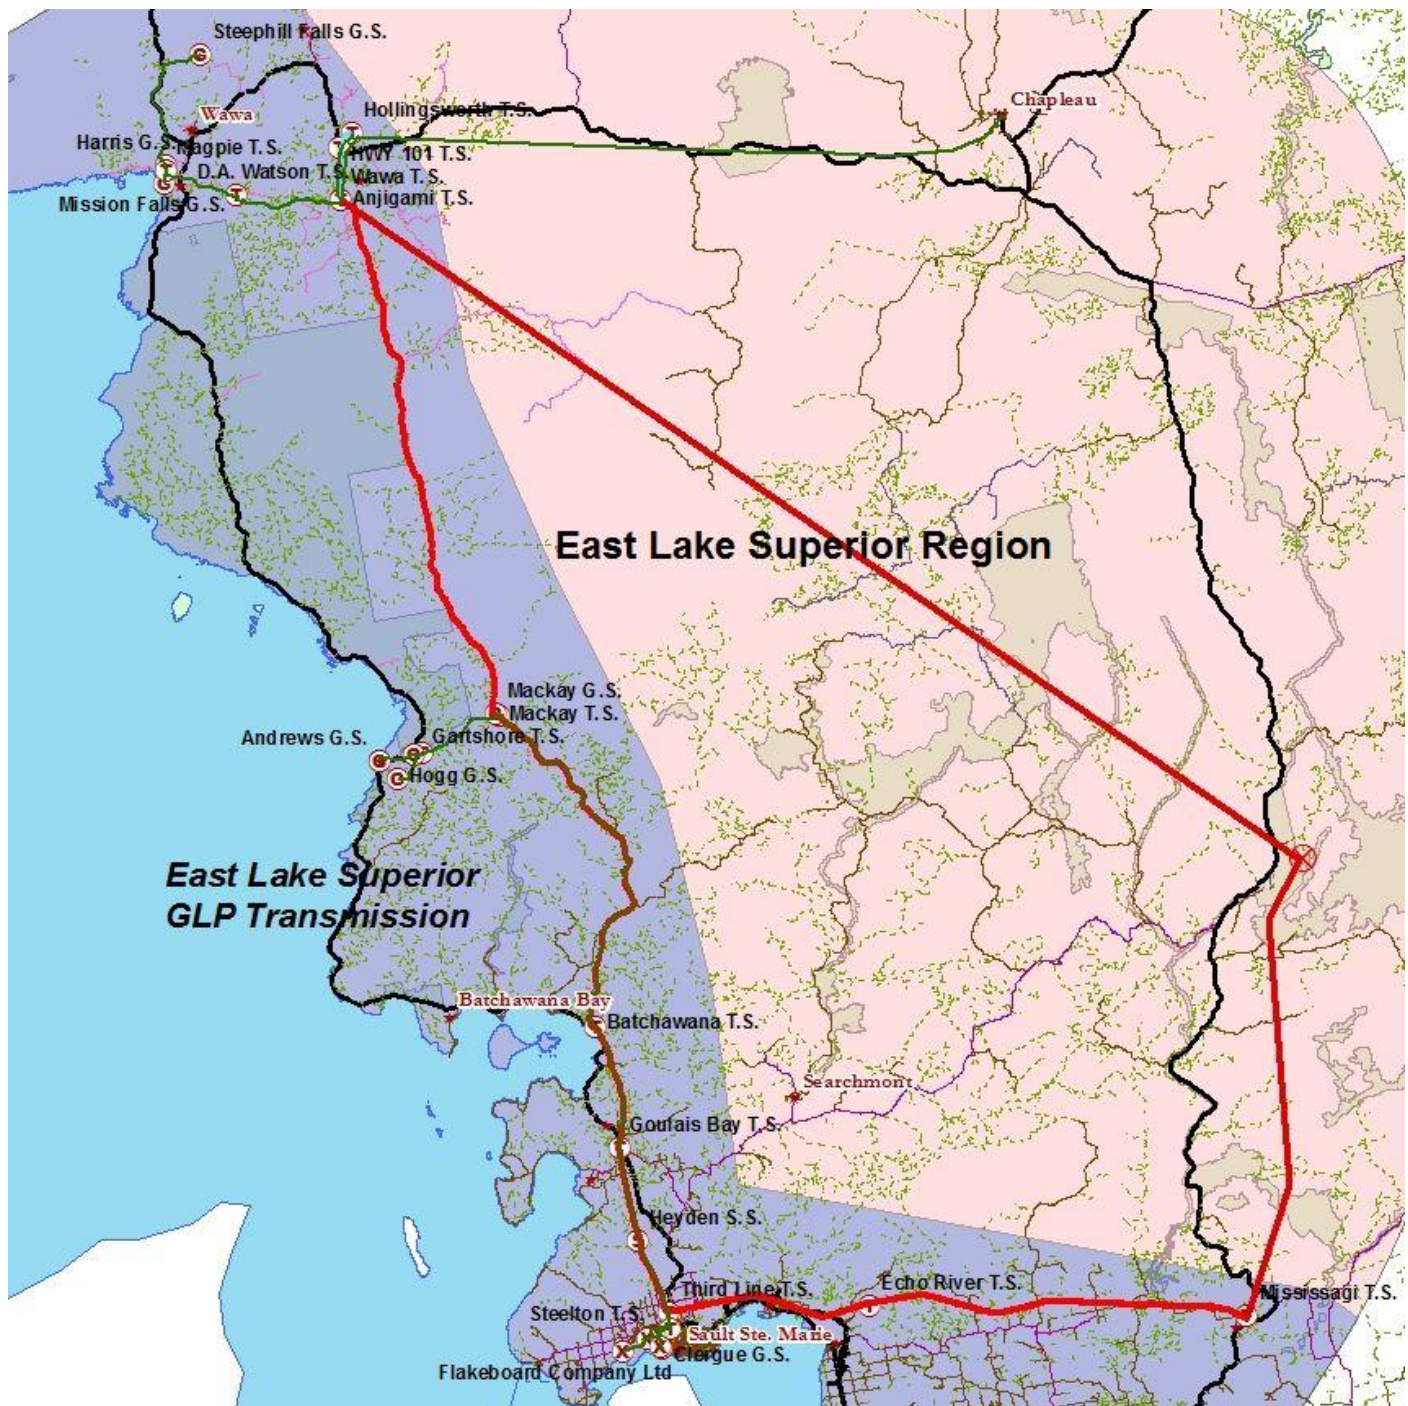 Steephill Falls G.S.
Wawa
Hollingsworth T.S.
Chapleau
Harris G.S.
Magpie T.S.
HWY 101 T.S.
D.A. Watson T.S.
Wawa T.S.
Mission Falls G.S.
Anjigami T.S.
East Lake Superior Region
Mackay G.S.
Mackay T.S.
Andrews G.S.
Gartshore T.S.
Hogg G.S.
East Lake Superior
GLP Transmission
Batchawana Bay
Batchawana T.S.
Searchmont
Goulais Bay T.S.
Heyden S.S.
Third Line T.S.
Echo River T.S.
Mississagi T.S.
Steelton T.S.
Sault Ste. Marie
Clergue G.S.
Flakeboard Company Ltd